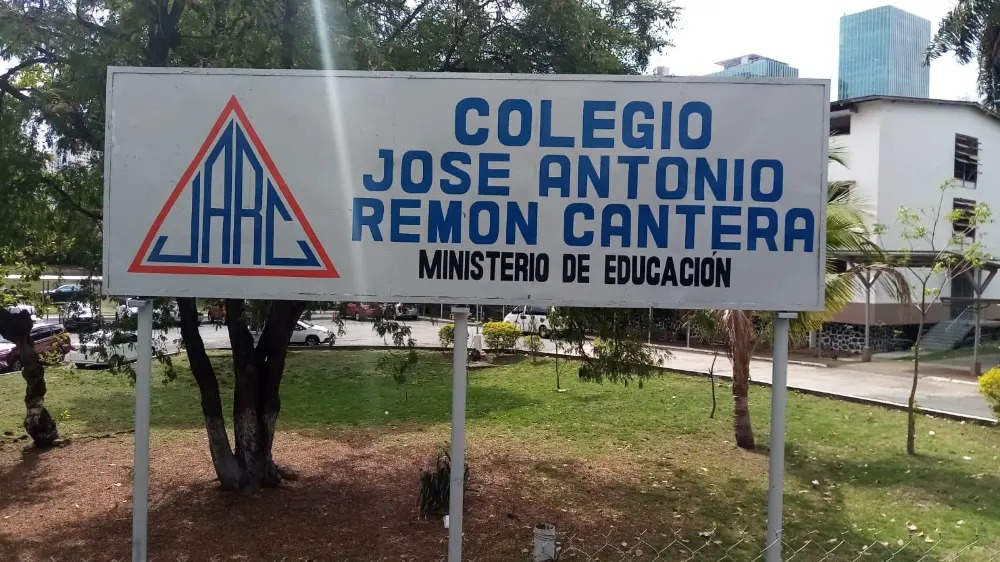 JARC
COLEGIO
JOSE ANTONIO
REMON CANTERA
MINISTERIO DE EDUCACIÓN